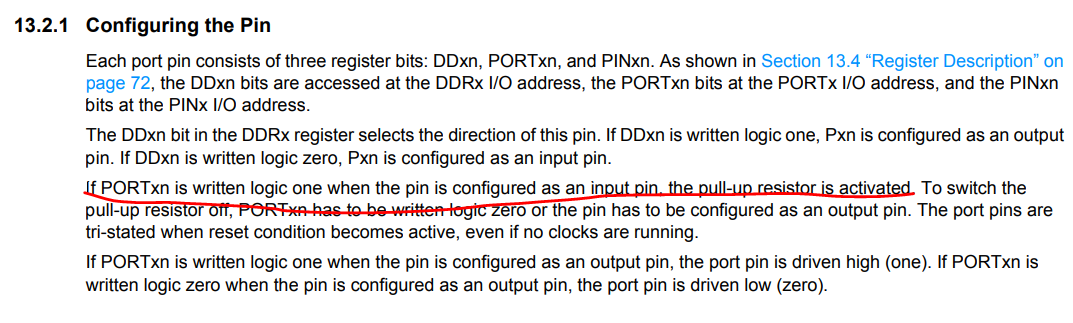 13.2.1 Configuring the Pin
Each port pin consists of three register bits: DDxn, PORTxn, and PINxn. As shown in Section 13.4 “Register Description” on
page 72, the DDxn bits are accessed at the DDRx I/O address, the PORTxn bits at the PORTx I/O address, and the PINxn
bits at the PINx I/O address.
The DDxn bit in the DDRx register selects the direction of this pin. If DDxn is written logic one, Pxn is configured as an output
pin. If DDxn is written logic zero, Pxn is configured as an input pin.
If PORTxn is written logic one when the pin is configured as an input pin, the pull-up resistor is activated. To switch the
pull-up resistor off, PORTxn has to be written logic zero or the pin has to be configured as an output pin. The port pins are
tri-stated when reset condition becomes active, even if no clocks are running.
If PORTxn is written logic one when the pin is configured as an output pin, the port pin is driven high (one). If PORTxn is
written logic zero when the pin is configured as an output pin, the port pin is driven low (zero).